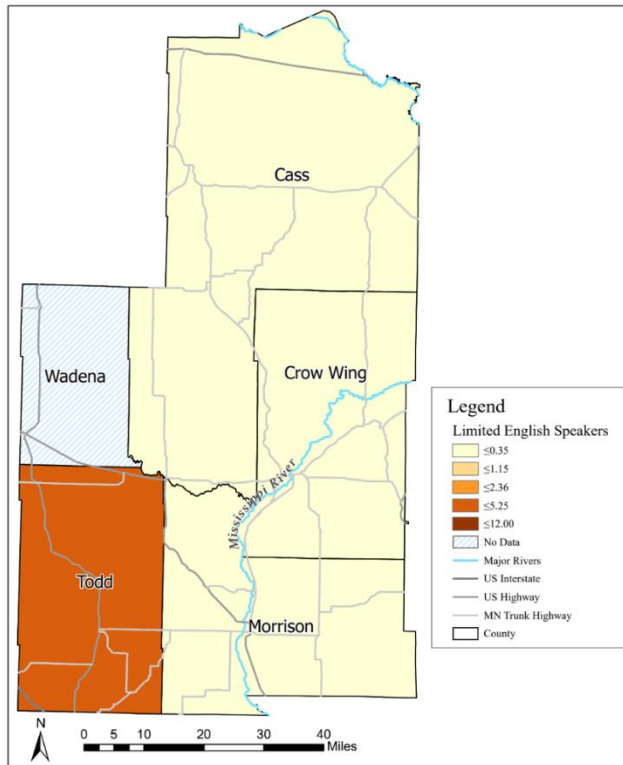 Cass
Wadena
Crow Wing
Mississippi River
Todd
Morrison
Legend
Limited English Speakers
≤0.35
≤1.15
≤2.36
≤5.25
≤12.00
No Data
Major Rivers
US Interstate
US Highway
MN Trunk Highway
County
N
0 5 10 20 30 40
Miles